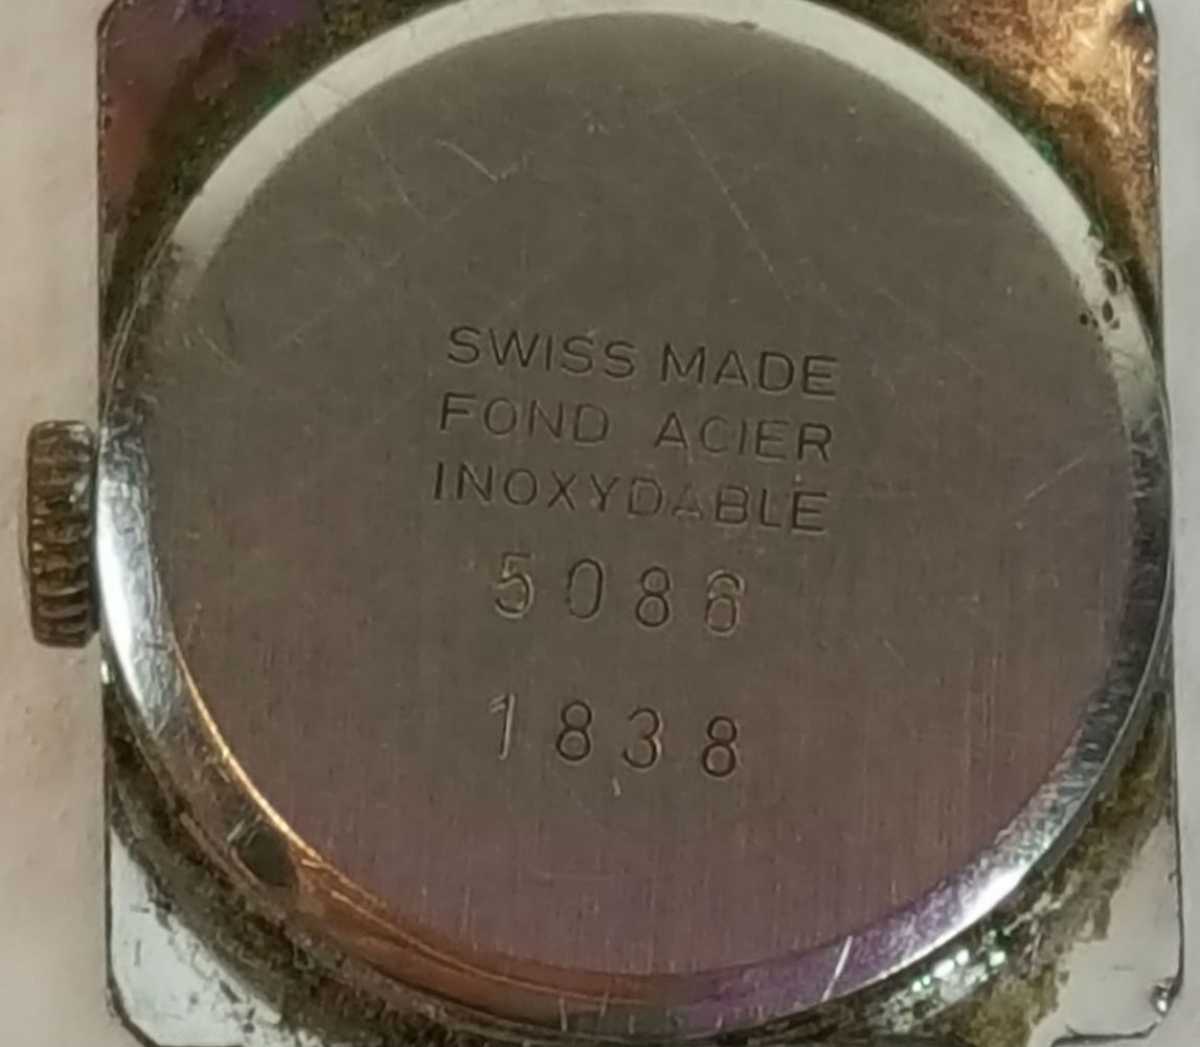 SWISS MADE
FOND ACIER
INOXYDABLE
5086
1838